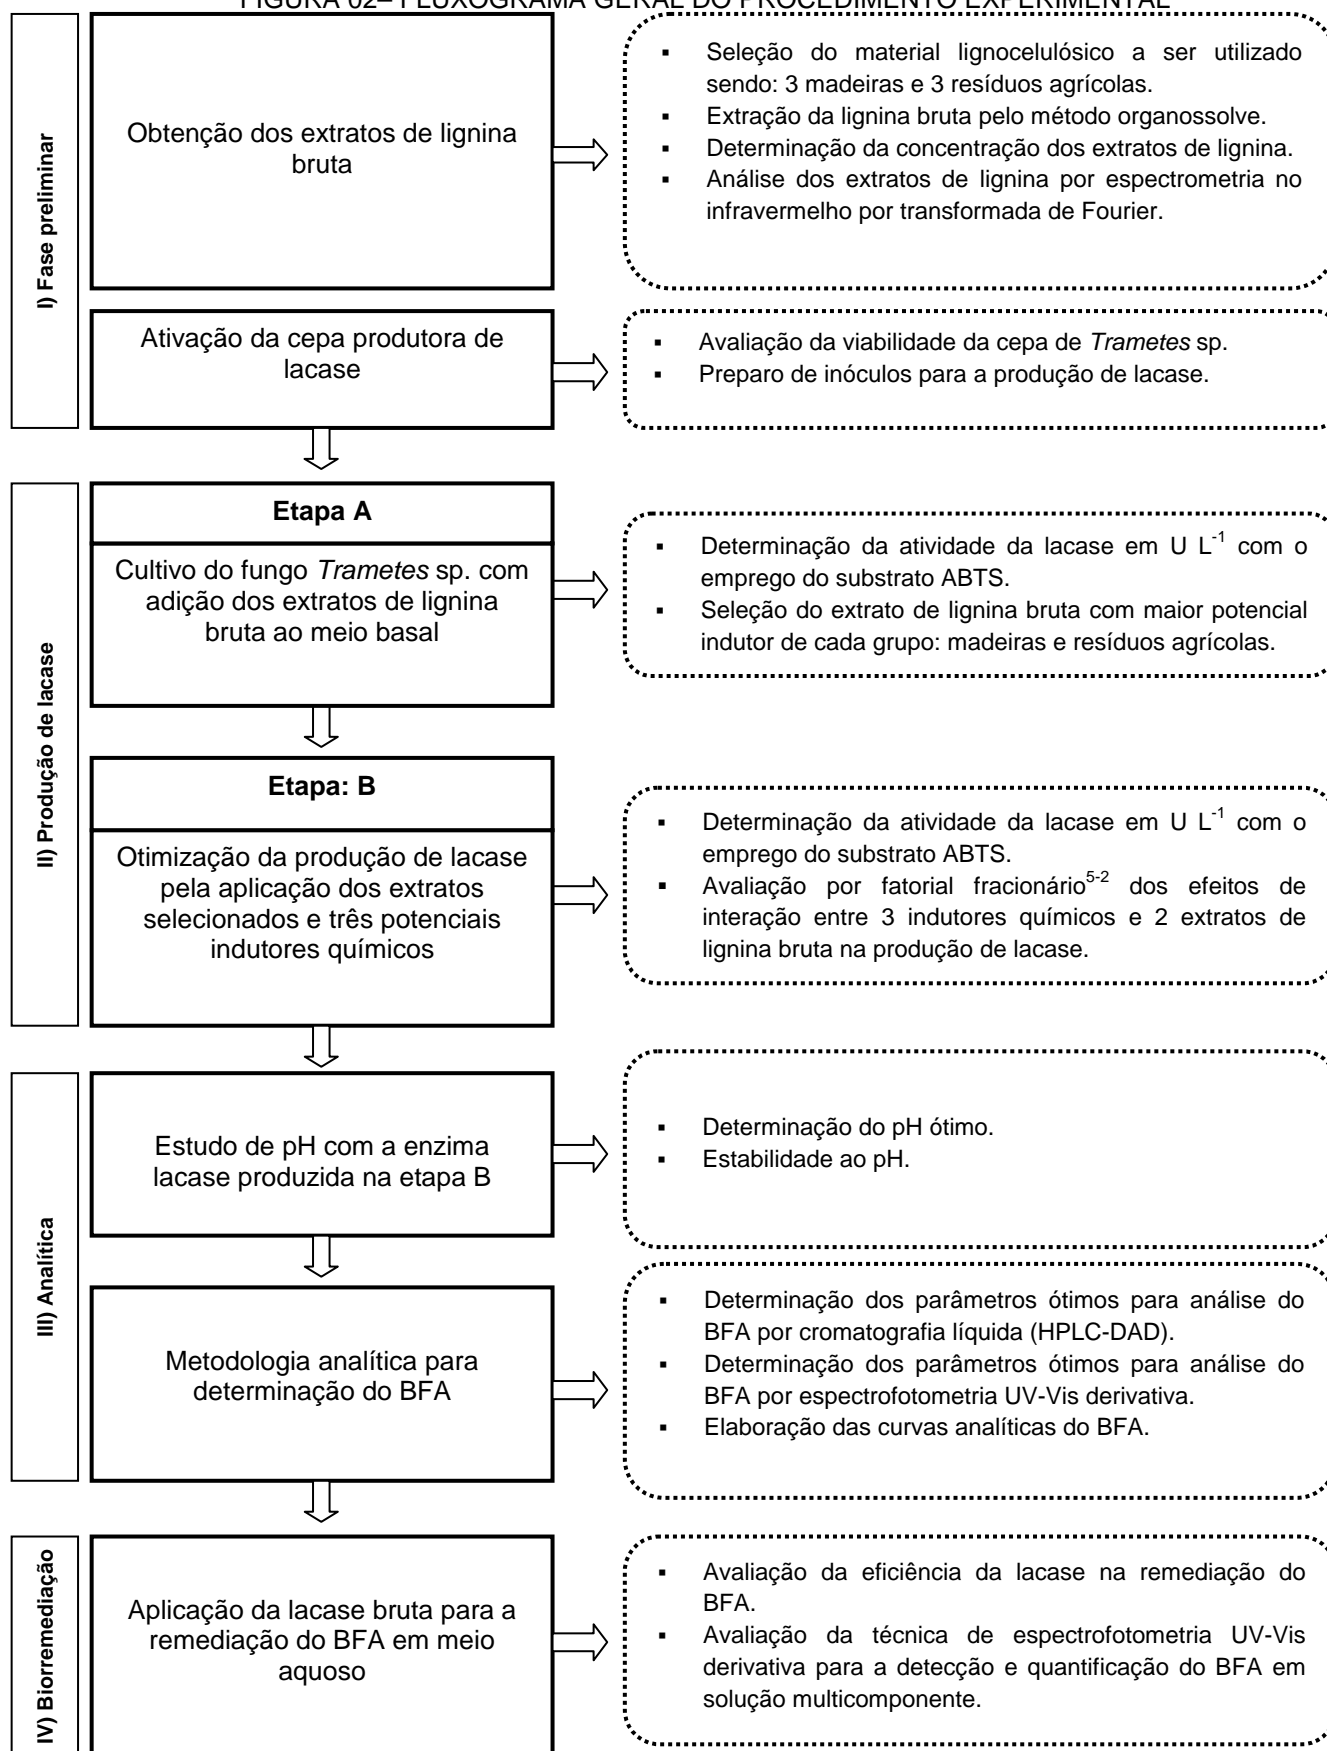 FIGURA 02– FLUXOGRAMA GERAL DO PROCEDIMENTO EXPERIMENTAL
I) Fase preliminar
Obtenção dos extratos de lignina
bruta
▪ Seleção do material lignocelulósico a ser utilizado
sendo: 3 madeiras e 3 resíduos agrícolas.
▪ Extração da lignina bruta pelo método organossolve.
▪ Determinação da concentração dos extratos de lignina.
▪ Análise dos extratos de lignina por espectrometria no
infravermelho por transformada de Fourier.
Ativação da cepa produtora de
lacase
▪ Avaliação da viabilidade da cepa de Trametes sp.
▪ Preparo de inóculos para a produção de lacase.
II) Produção de lacase
Etapa A
Cultivo do fungo Trametes sp. com
adição dos extratos de lignina
bruta ao meio basal
▪ Determinação da atividade da lacase em U L-1 com o
emprego do substrato ABTS.
▪ Seleção do extrato de lignina bruta com maior potencial
indutor de cada grupo: madeiras e resíduos agrícolas.
Etapa: B
Otimização da produção de lacase
pela aplicação dos extratos
selecionados e três potenciais
indutores químicos
▪ Determinação da atividade da lacase em U L-1 com o
emprego do substrato ABTS.
▪ Avaliação por fatorial fracionário5-2 dos efeitos de
interação entre 3 indutores químicos e 2 extratos de
lignina bruta na produção de lacase.
III) Analítica
Estudo de pH com a enzima
lacase produzida na etapa B
▪ Determinação do pH ótimo.
▪ Estabilidade ao pH.
Metodologia analítica para
determinação do BFA
▪ Determinação dos parâmetros ótimos para análise do
BFA por cromatografia líquida (HPLC-DAD).
▪ Determinação dos parâmetros ótimos para análise do
BFA por espectrofotometria UV-Vis derivativa.
▪ Elaboração das curvas analíticas do BFA.
IV) Biorremediação
Aplicação da lacase bruta para a
remediação do BFA em meio
aquoso
▪ Avaliação da eficiência da lacase na remediação do
BFA.
▪ Avaliação da técnica de espectrofotometria UV-Vis
derivativa para a detecção e quantificação do BFA em
solução multicomponente.